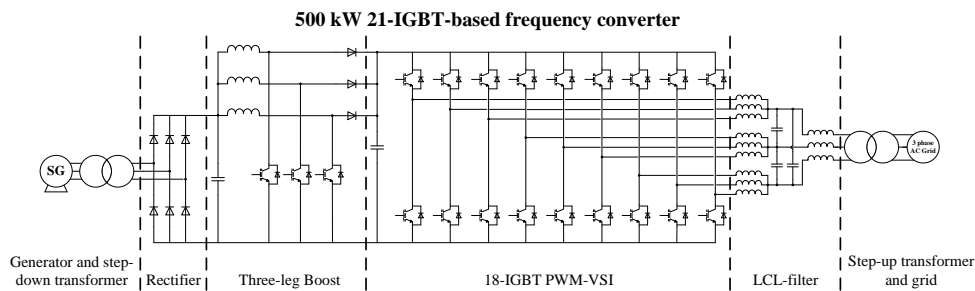 500 kW 21-IGBT-based frequency converter
SG
3 phase
AC Grid
Generator and step-
down transformer
Rectifier
Three-leg Boost
18-IGBT PWM-VSI
LCL-filter
Step-up transformer
and grid